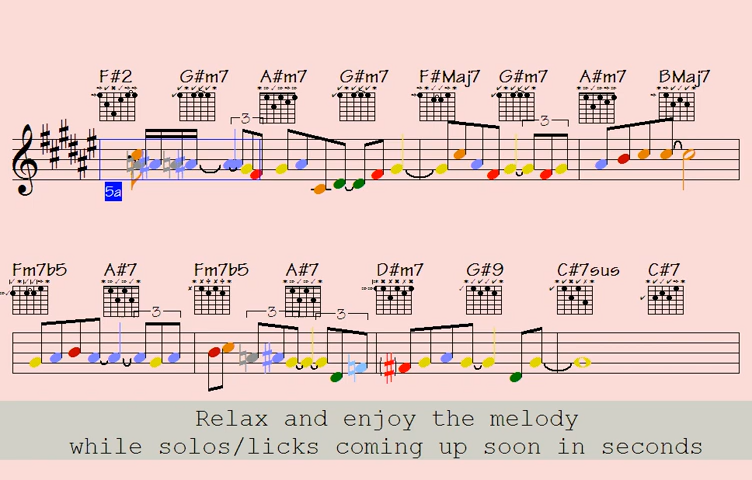 F#2 G#m7 A#m7 G#m7 F#Maj7 G#m7 A#m7 BMaj7
3 3
5a
Fm7b5 A#7 Fm7b5 A#7 D#m7 G#9 C#7sus C#7
3 3 3
Relax and enjoy the melody
while solos/licks coming up soon in seconds